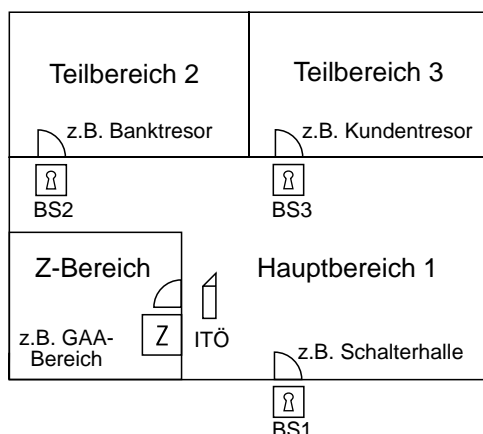 Teilbereich 2
Teilbereich 3
z.B. Banktresor
z.B. Kundentresor
BS2
BS3
Z-Bereich
Hauptbereich 1
Z
ITÖ
z.B. GAA-
Bereich
z.B. Schalterhalle
BS1